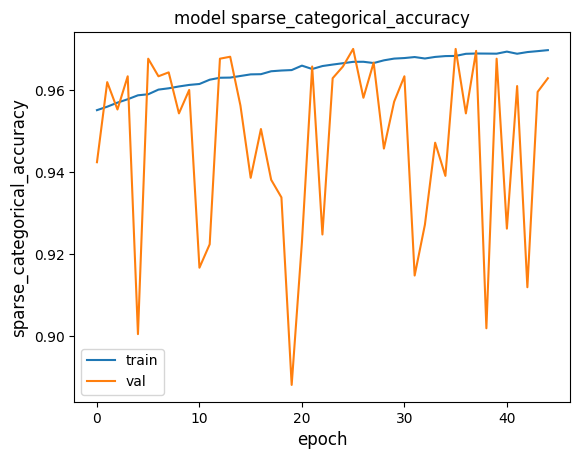 model sparse_categorical_accuracy
sparse_categorical_accuracy
0.96
0.94
0.92
0.90
train
val
0
10
20
30
40
epoch